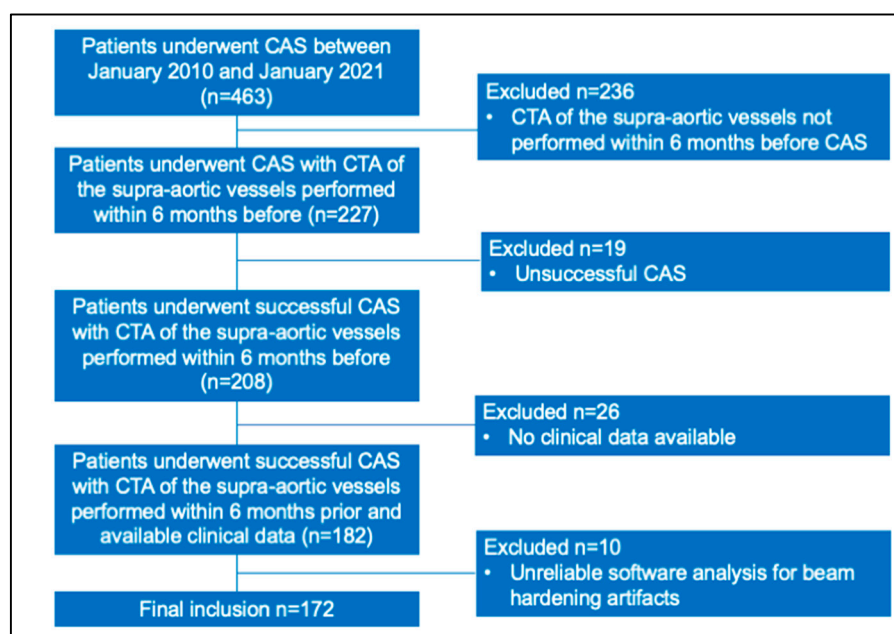 Patients underwent CAS between
January 2010 and January 2021
(n=463)
Excluded n=236
• CTA of the supra-aortic vessels not
performed within 6 months before CAS
Patients underwent CAS with CTA of
the supra-aortic vessels performed
within 6 months before (n=227)
Excluded n=19
• Unsuccessful CAS
Patients underwent successful CAS
with CTA of the supra-aortic vessels
performed within 6 months before
(n=208)
Excluded n=26
• No clinical data available
Patients underwent successful CAS
with CTA of the supra-aortic vessels
performed within 6 months prior and
available clinical data (n=182)
Excluded n=10
• Unreliable software analysis for beam
hardening artifacts
Final inclusion n=172